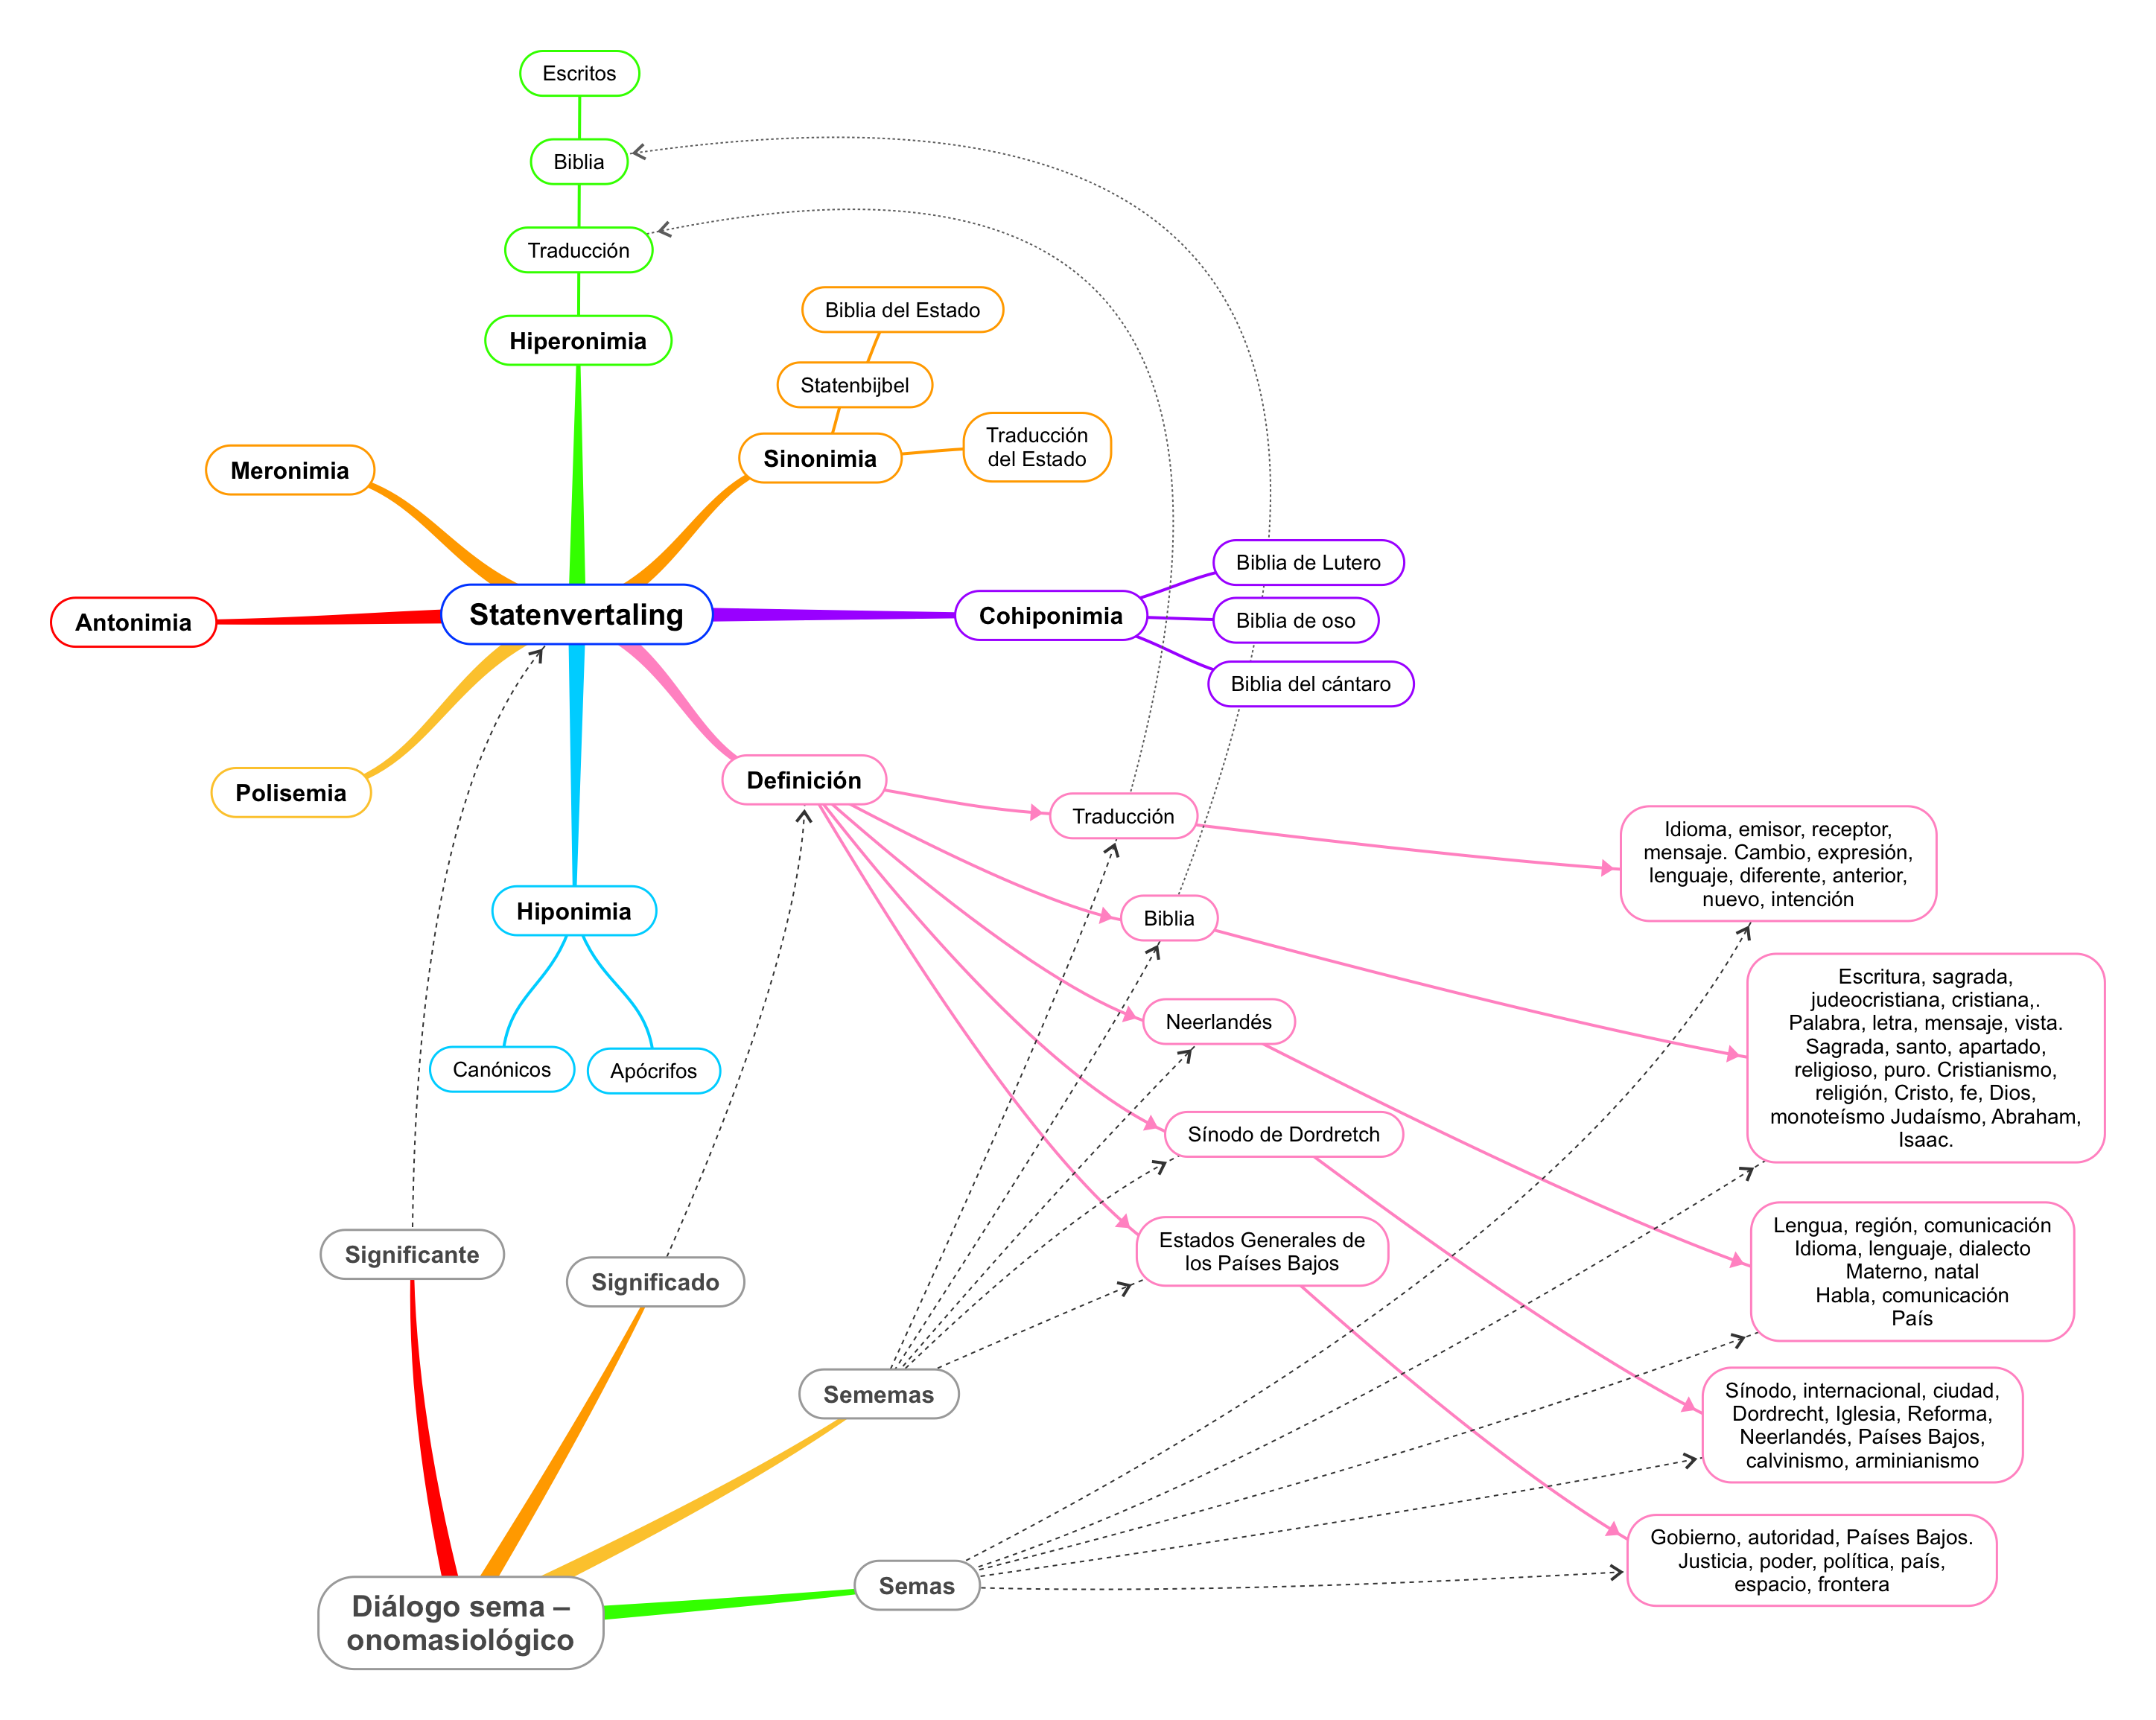 Escritos
Biblia
Traducción
Hiperonimia
Biblia del Estado
Statenbijbel
Sinonimia
Traducción
del Estado
Meronimia
Antonimia
Statenvertaling
Cohiponimia
Biblia de Lutero
Biblia de oso
Biblia del cántaro
Polisemia
Definición
Traducción
Idioma, emisor, receptor,
mensaje. Cambio, expresión,
lenguaje, diferente, anterior,
nuevo, intención
Hiponimia
Biblia
Escritura, sagrada,
judeocristiana, cristiana,.
Palabra, letra, mensaje, vista.
Sagrada, santo, apartado,
religioso, puro. Cristianismo,
religión, Cristo, fe, Dios,
monoteísmo Judaísmo, Abraham,
Isaac.
Canónicos
Apócrifos
Neerlandés
Sínodo de Dordretch
Estados Generales de
los Países Bajos
Lengua, región, comunicación
Idioma, lenguaje, dialecto
Materno, natal
Habla, comunicación
País
Significante
Significado
Sememas
Sínodo, internacional, ciudad,
Dordrecht, Iglesia, Reforma,
Neerlandés, Países Bajos,
calvinismo, arminianismo
Semas
Gobierno, autoridad, Países Bajos.
Justicia, poder, política, país,
espacio, frontera
Diálogo sema –
onomasiológico